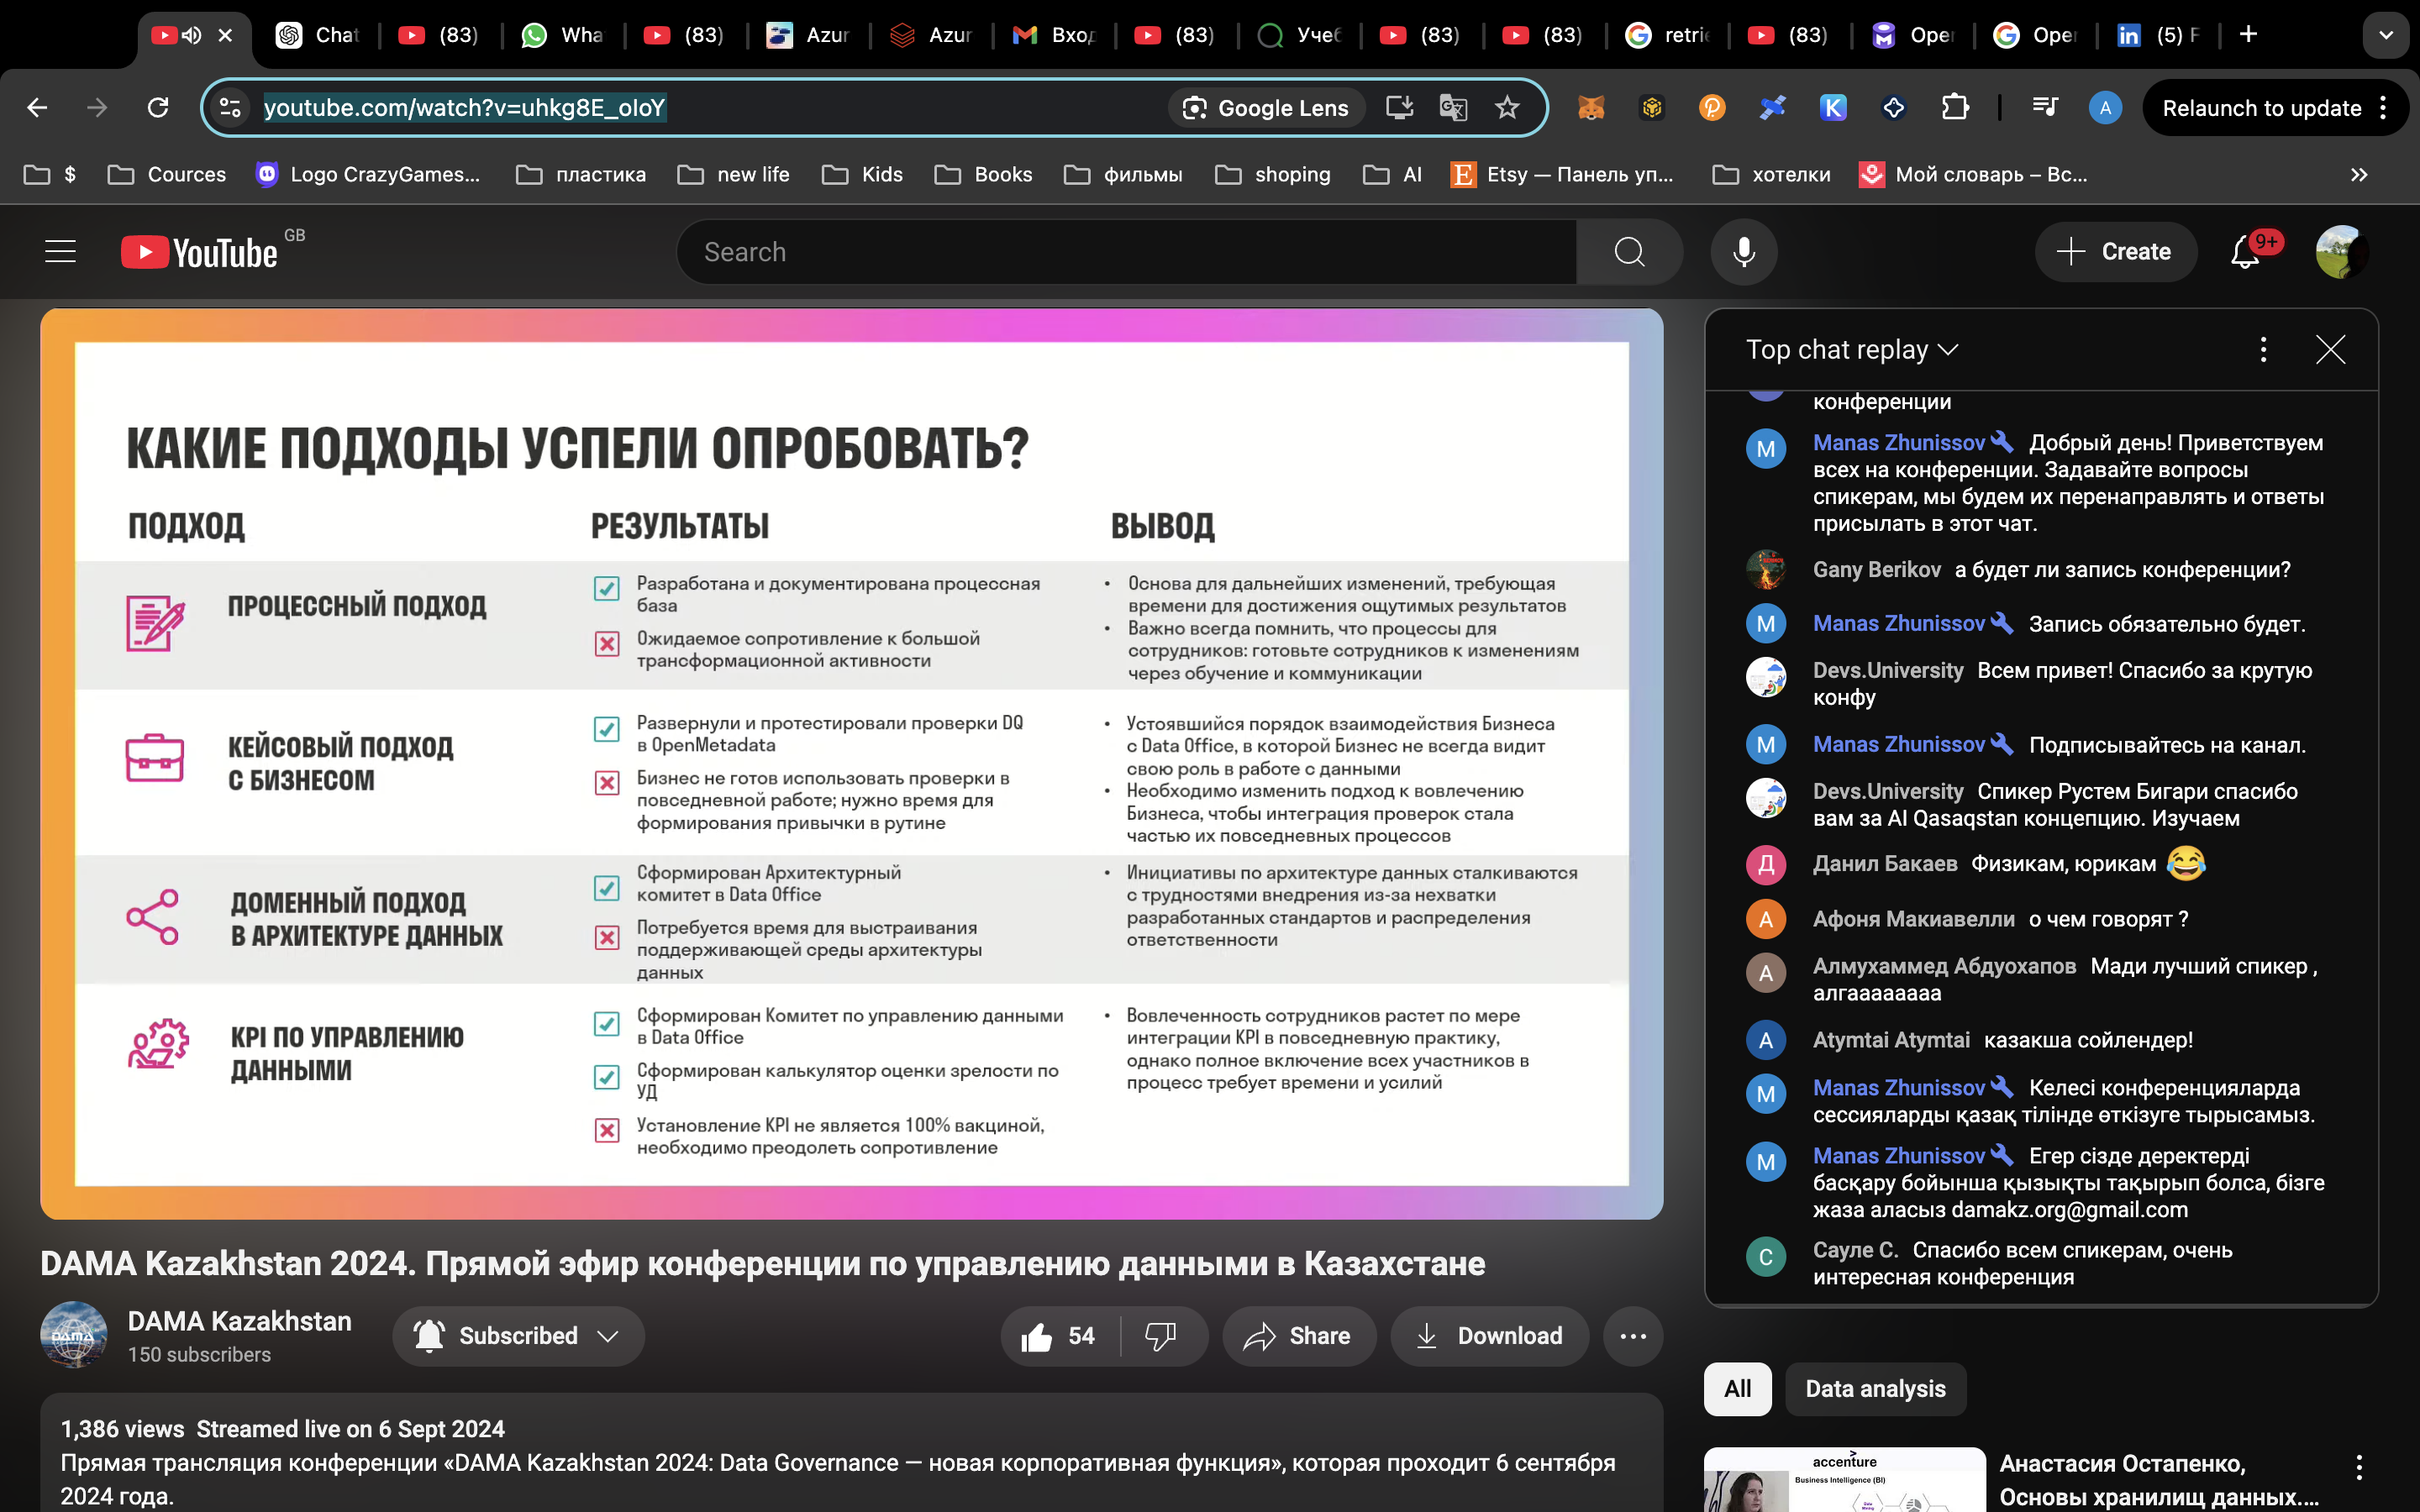 Chat
(83)
Wha
(83)
Azur
Azur
Вход
(83)
Учеб
(83)
(83)
retri
(83)
Oper
Oper
(5) F
youtube.com/watch?v=uhkg8E_oIoY
Google Lens
Relaunch to update
$
Cources
Logo CrazyGames...
пластика
new life
Kids
Books
фильмы
shoping
AI
Etsy — Панель уп...
хотелки
Мой словарь – Вс...
YouTube GB
Search
Create
9+
КАКИЕ ПОДХОДЫ УСПЕЛИ ОПРОБОВАТЬ?
ПОДХОД
РЕЗУЛЬТАТЫ
ВЫВОД
ПРОЦЕССНЫЙ ПОДХОД
Разработана и документирована процессная
база
Ожидаемое сопротивление к большой
трансформационной активности
• Основа для дальнейших изменений, требующая
времени для достижения ощутимых результатов
• Важно всегда помнить, что процессы для
сотрудников: готовьте сотрудников к изменениям
через обучение и коммуникации
КЕЙСОВЫЙ ПОДХОД
С БИЗНЕСОМ
Развернули и протестировали проверки DQ
в OpenMetadata
Бизнес не готов использовать проверки в
повседневной работе; нужно время для
формирования привычки в рутине
• Устоявшийся порядок взаимодействия Бизнеса
с Data Office, в которой Бизнес не всегда видит
свою роль в работе с данными
• Необходимо изменить подход к вовлечению
Бизнеса, чтобы интеграция проверок стала
частью их повседневных процессов
ДОМЕННЫЙ ПОДХОД
В АРХИТЕКТУРЕ ДАННЫХ
Сформирован Архитектурный
комитет в Data Office
Потребуется время для выстраивания
поддерживающей среды архитектуры
данных
• Инициативы по архитектуре данных сталкиваются
с трудностями внедрения из-за нехватки
разработанных стандартов и распределения
ответственности
KPI ПО УПРАВЛЕНИЮ
ДАННЫМИ
Сформирован Комитет по управлению данными
в Data Office
Сформирован калькулятор оценки зрелости по
УД
Установление KPI не является 100% вакциной,
необходимо преодолеть сопротивление
• Вовлеченность сотрудников растет по мере
интеграции KPI в повседневную практику,
однако полное включение всех участников в
процесс требует времени и усилий
Top chat replay
конференции
Manas Zhunissov Добрый день! Приветствуем
всех на конференции. Задавайте вопросы
спикерам, мы будем их перенаправлять и ответы
присылать в этот чат.
Gany Berikov а будет ли запись конференции?
Manas Zhunissov Запись обязательно будет.
Devs.University Всем привет! Спасибо за крутую
конфу
Manas Zhunissov Подписывайтесь на канал.
Devs.University Спикер Рустем Бигари спасибо
вам за AI Qasaqstan концепцию. Изучаем
Данил Бакаев Физикам, юрикам 😂
Афоня Макиавелли о чем говорят ?
Алмухаммед Абдуохапов Мади лучший спикер ,
алгааааааааа
Atymtai Atymtai казакша сойлендер!
Manas Zhunissov Келесі конференцияларда
сессияларды қазақ тілінде өткізуге тырысамыз.
Manas Zhunissov Егер сізде деректерді
басқару бойынша қызықты тақырып болса, бізге
жаза аласыз damakz.org@gmail.com
Сауле С. Спасибо всем спикерам, очень
интересная конференция
DAMA Kazakhstan 2024. Прямой эфир конференции по управлению данными в Казахстане
DAMA
DAMA Kazakhstan
150 subscribers
Subscribed
54
Share
Download
1,386 views Streamed live on 6 Sept 2024
Прямая трансляция конференции «DAMA Kazakhstan 2024: Data Governance — новая корпоративная функция», которая проходит 6 сентября
2024 года.
All
Data analysis
accenture
Business Intelligence (BI)
Анастасия Остапенко,
Основы хранилищ данных....